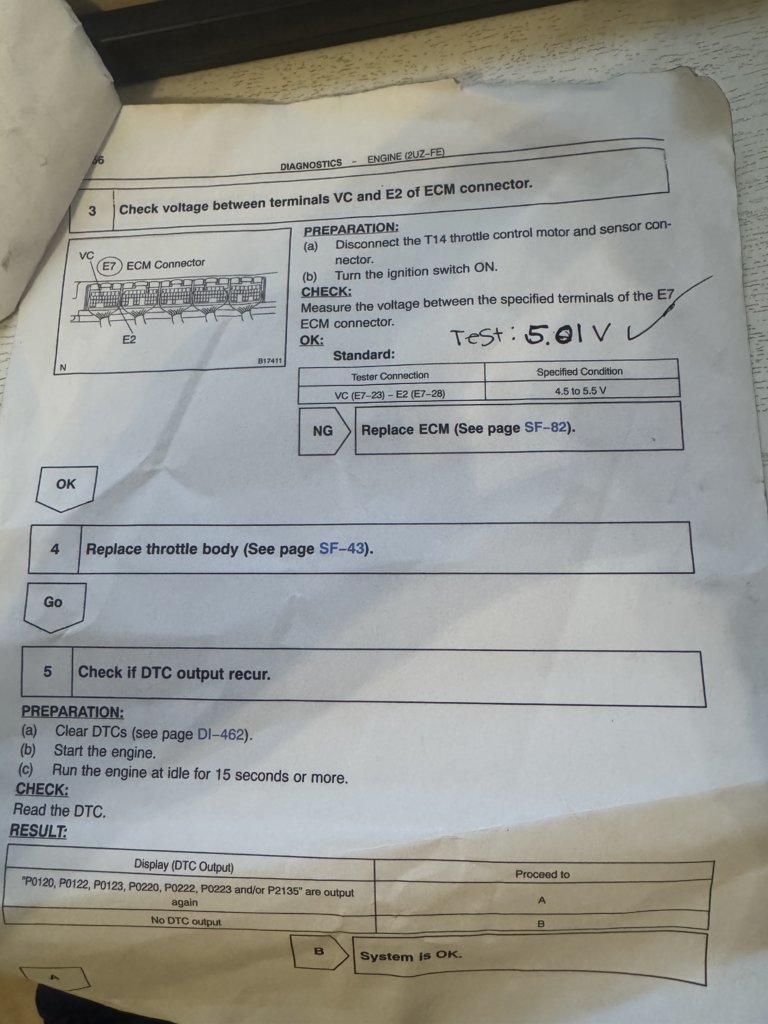 66
DIAGNOSTICS - ENGINE (2UZ-FE)
3 Check voltage between terminals VC and E2 of ECM connector.
VC
E7 ECM Connector
E2
N B17411
PREPARATION:
(a) Disconnect the T14 throttle control motor and sensor con-
nector.
(b) Turn the ignition switch ON.
CHECK:
Measure the voltage between the specified terminals of the E7
ECM connector.
TeSt: 5.01 V ✓
OK:
Standard:
Tester Connection Specified Condition
VC (E7-23) - E2 (E7-28) 4.5 to 5.5 V
NG Replace ECM (See page SF-82).
OK
4 Replace throttle body (See page SF-43).
Go
5 Check if DTC output recur.
PREPARATION:
(a) Clear DTCs (see page DI-462).
(b) Start the engine.
(c) Run the engine at idle for 15 seconds or more.
CHECK:
Read the DTC.
RESULT:
Display (DTC Output) Proceed to
"P0120, P0122, P0123, P0220, P0222, P0223 and/or P2135" are output
again A
No DTC output B
B System is OK.
A